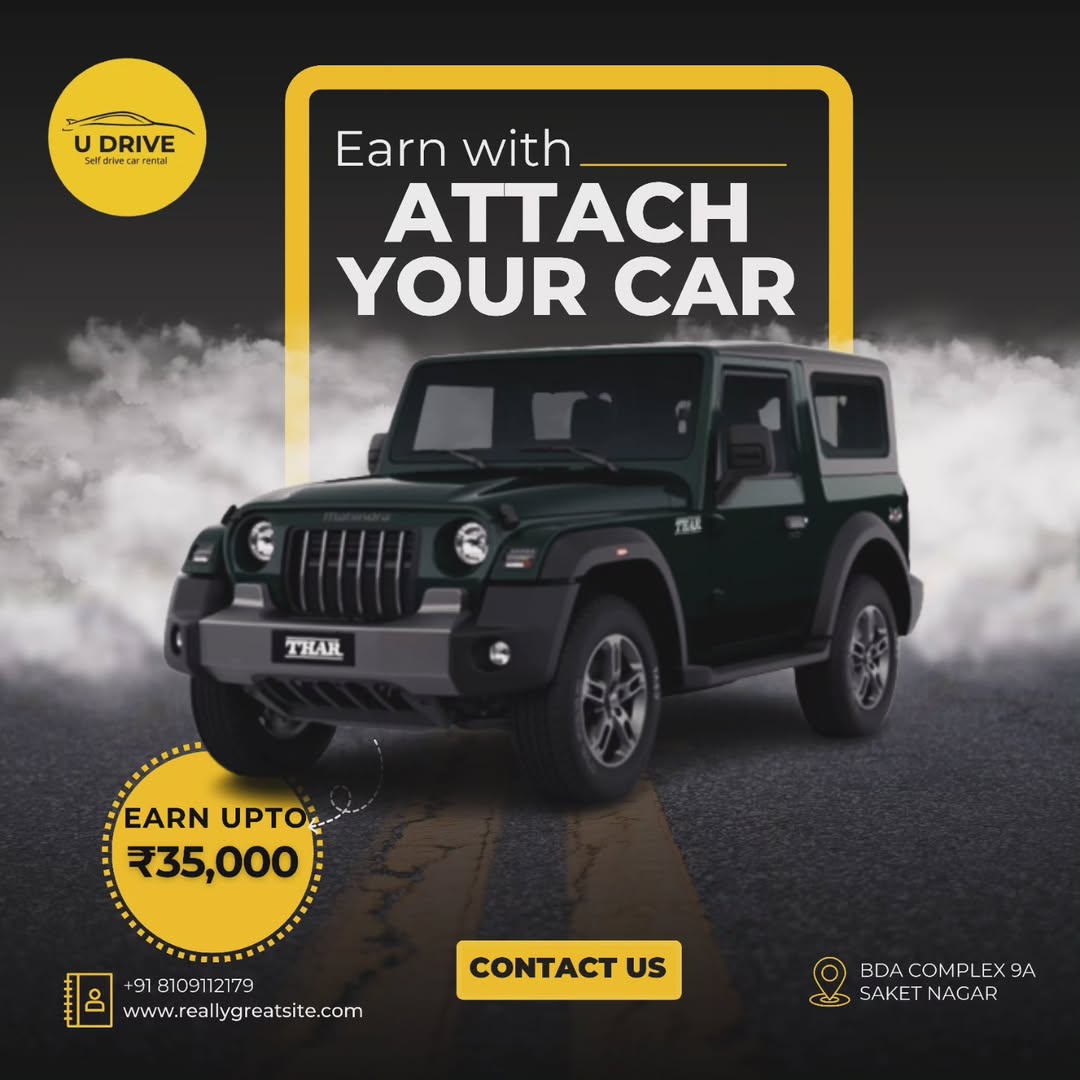 U DRIVE
Self drive car rental
Earn with
ATTACH
YOUR CAR
mahindra
THAR
THAR
EARN UPTO
₹35,000
CONTACT US
+91 8109112179
www.reallygreatsite.com
BDA COMPLEX 9A
SAKET NAGAR